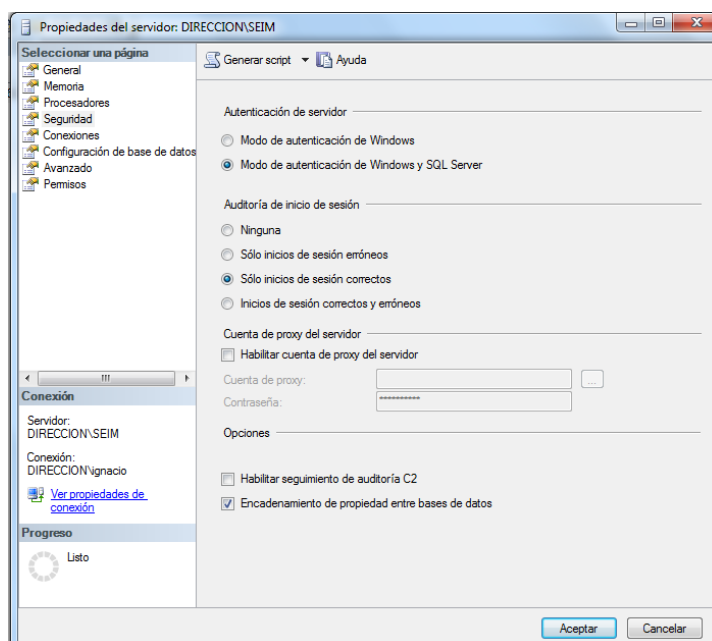 Propiedades del servidor: DIRECCION\SEIM
Seleccionar una página
General
Memoria
Procesadores
Seguridad
Conexiones
Configuración de base de datos
Avanzado
Permisos
Conexión
Servidor:
DIRECCION\SEIM
Conexión:
DIRECCION\ignacio
Ver propiedades de
conexión
Progreso
Listo
Generar script
Ayuda
Autenticación de servidor
Modo de autenticación de Windows
Modo de autenticación de Windows y SQL Server
Auditoría de inicio de sesión
Ninguna
Sólo inicios de sesión erróneos
Sólo inicios de sesión correctos
Inicios de sesión correctos y erróneos
Cuenta de proxy del servidor
Habilitar cuenta de proxy del servidor
Cuenta de proxy:
...
Contraseña:
**********
Opciones
Habilitar seguimiento de auditoría C2
Encadenamiento de propiedad entre bases de datos
Aceptar
Cancelar